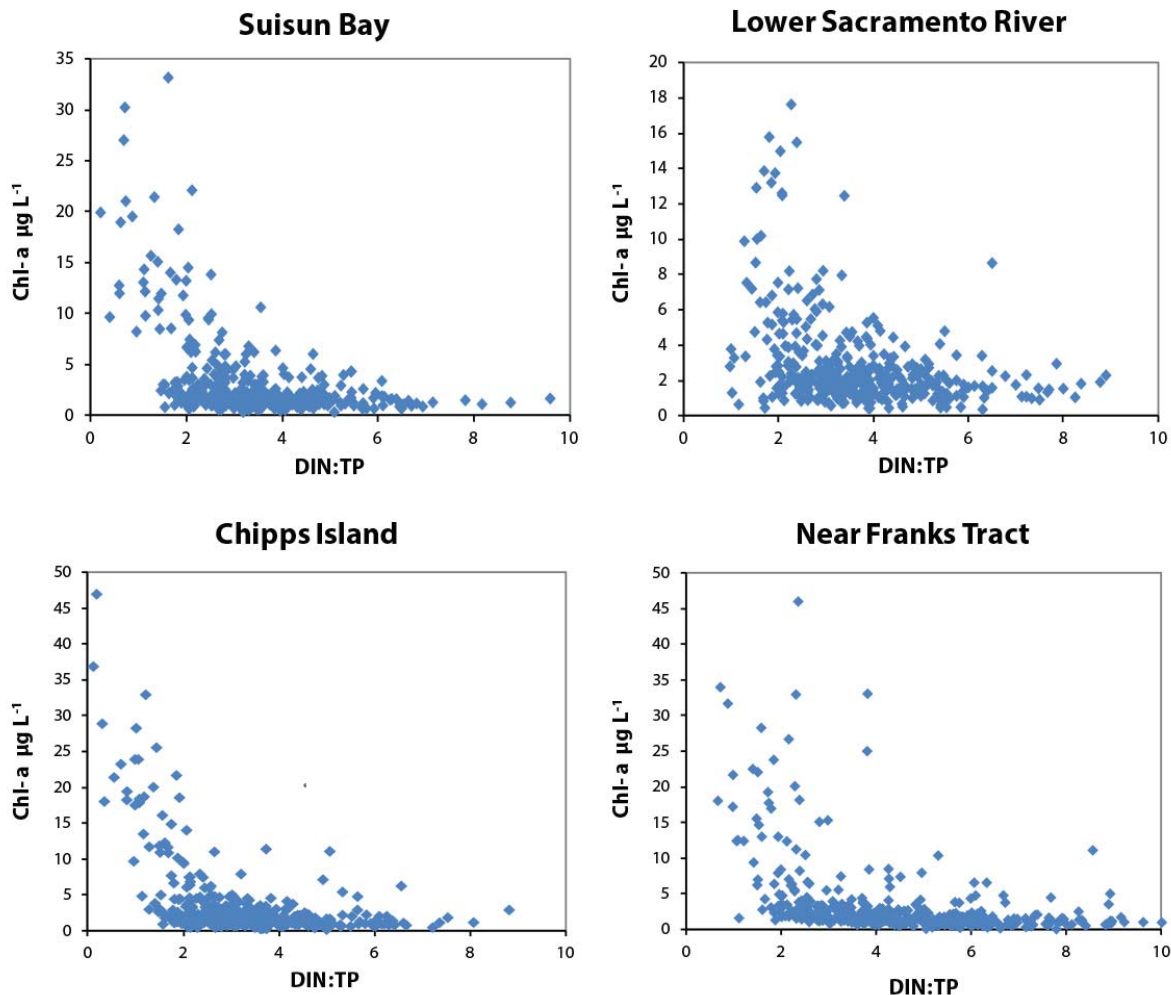 Suisun Bay
35
30
25
20
15
10
5
0
Chl- a µg L-1
0 2 4 6 8 10
DIN:TP
Lower Sacramento River
20
18
16
14
12
10
8
6
4
2
0
Chl- a µg L-1
0 2 4 6 8 10
DIN:TP
Chipps Island
50
45
40
35
30
25
20
15
10
5
0
Chl- a µg L-1
0 2 4 6 8 10
DIN:TP
Near Franks Tract
50
45
40
35
30
25
20
15
10
5
0
Chl- a µg L-1
0 2 4 6 8 10
DIN:TP